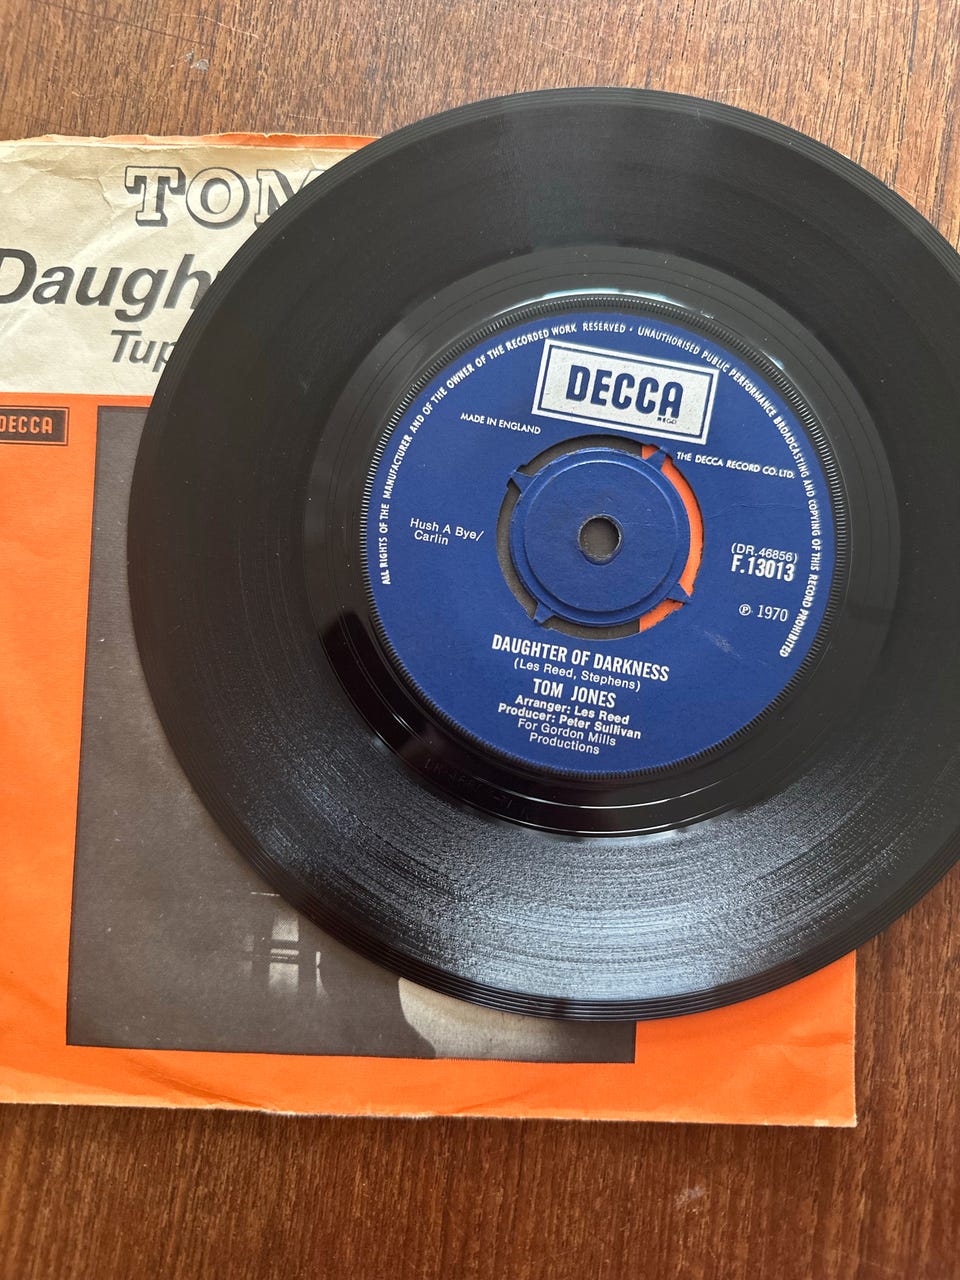 TOM
Daugh
Tup
DECCA
ALL RIGHTS OF THE MANUFACTURER AND OF THE OWNER OF THE RECORDED WORK RESERVED • UNAUTHORISED PUBLIC PERFORMANCE BROADCASTING AND COPYING OF THIS RECORD PROHIBITED
DECCA
REGD
MADE IN ENGLAND
THE DECCA RECORD CO. LTD.
Hush A Bye/
Carlin
(DR.46856)
F.13013
℗ 1970
DAUGHTER OF DARKNESS
(Les Reed, Stephens)
TOM JONES
Arranger: Les Reed
Producer: Peter Sullivan
For Gordon Mills
Productions